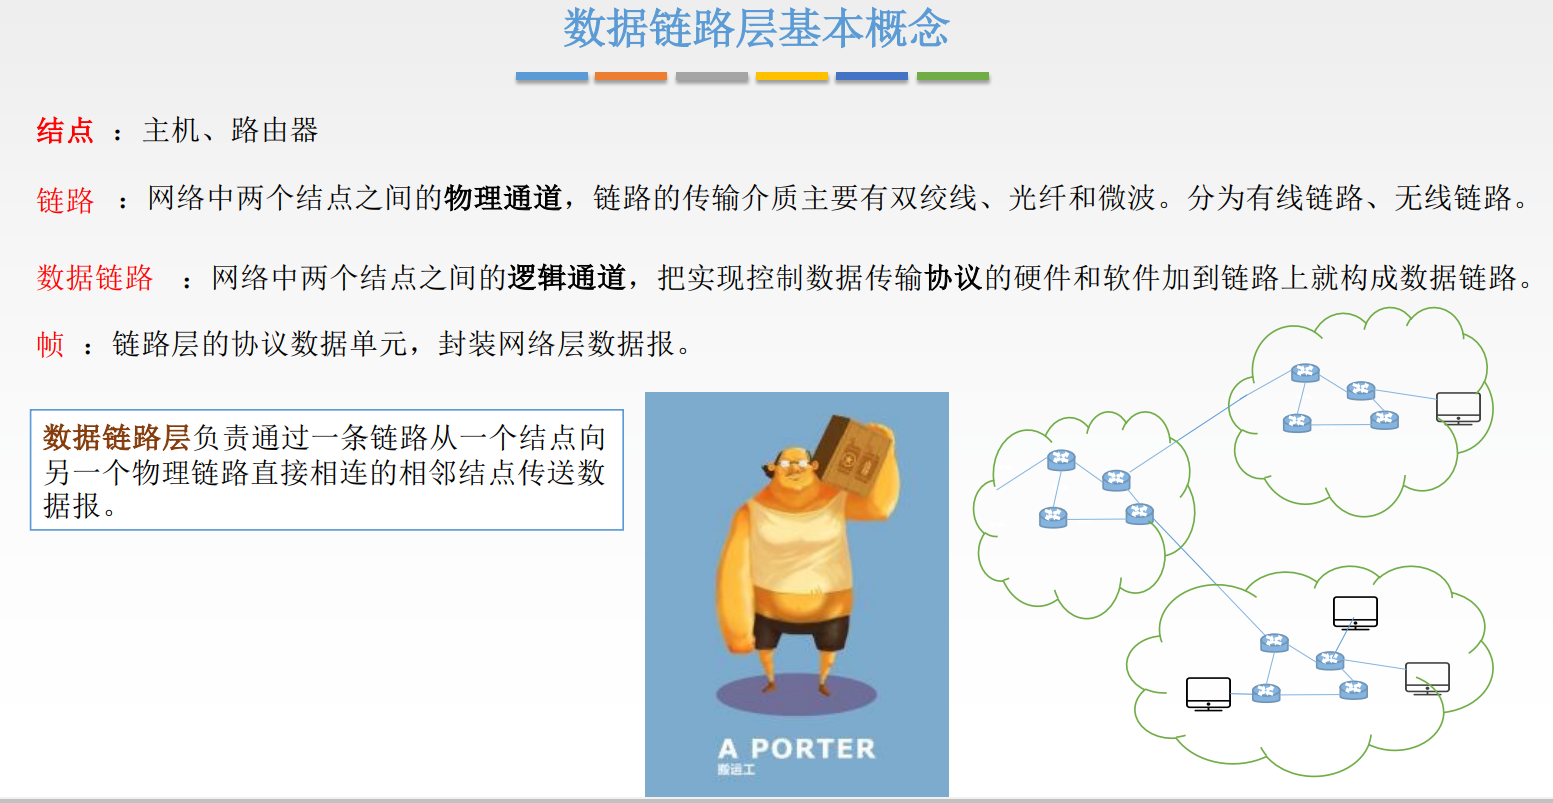 数据链路层基本概念
结点 ：主机、路由器
链路 ：网络中两个结点之间的物理通道，链路的传输介质主要有双绞线、光纤和微波。分为有线链路、无线链路。
数据链路 ：网络中两个结点之间的逻辑通道，把实现控制数据传输协议的硬件和软件加到链路上就构成数据链路。
帧 ：链路层的协议数据单元，封装网络层数据报。
数据链路层负责通过一条链路从一个结点向
另一个物理链路直接相连的相邻结点传送数
据报。
A PORTER
搬运工